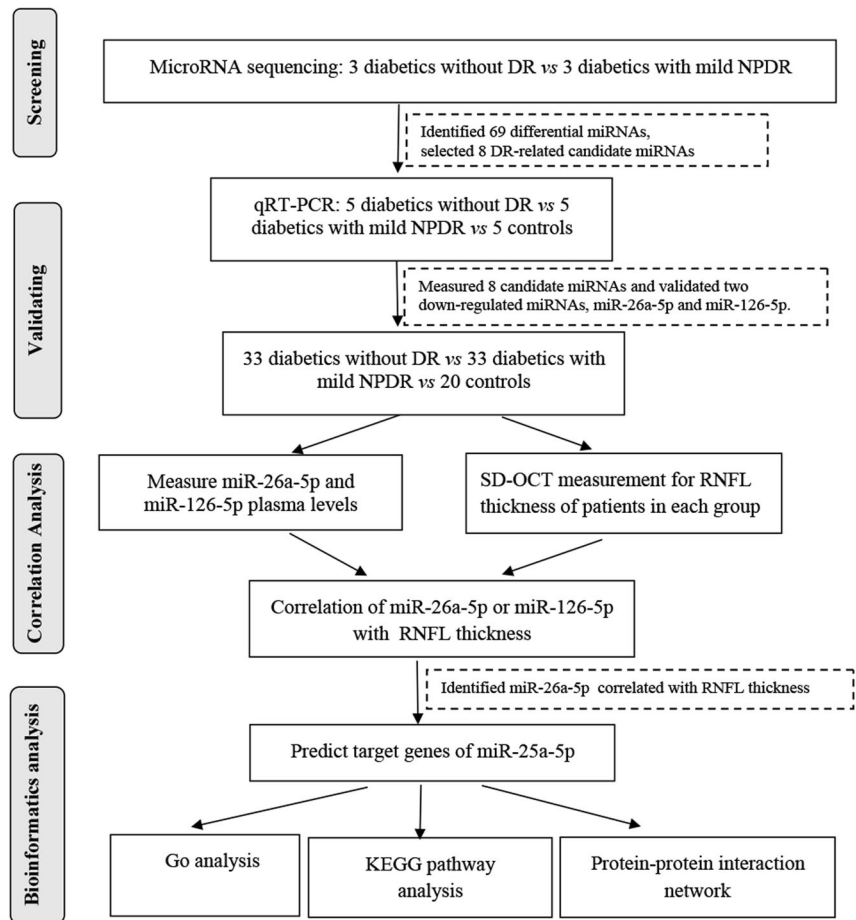 Screening
MicroRNA sequencing: 3 diabetics without DR vs 3 diabetics with mild NPDR
Identified 69 differential miRNAs,
selected 8 DR-related candidate miRNAs
Validating
qRT-PCR: 5 diabetics without DR vs 5
diabetics with mild NPDR vs 5 controls
Measured 8 candidate miRNAs and validated two
down-regulated miRNAs, miR-26a-5p and miR-126-5p.
33 diabetics without DR vs 33 diabetics with
mild NPDR vs 20 controls
Correlation Analysis
Measure miR-26a-5p and
miR-126-5p plasma levels
SD-OCT measurement for RNFL
thickness of patients in each group
Correlation of miR-26a-5p or miR-126-5p
with RNFL thickness
Identified miR-26a-5p correlated with RNFL thickness
Bioinformatics analysis
Predict target genes of miR-25a-5p
Go analysis
KEGG pathway
analysis
Protein-protein interaction
network